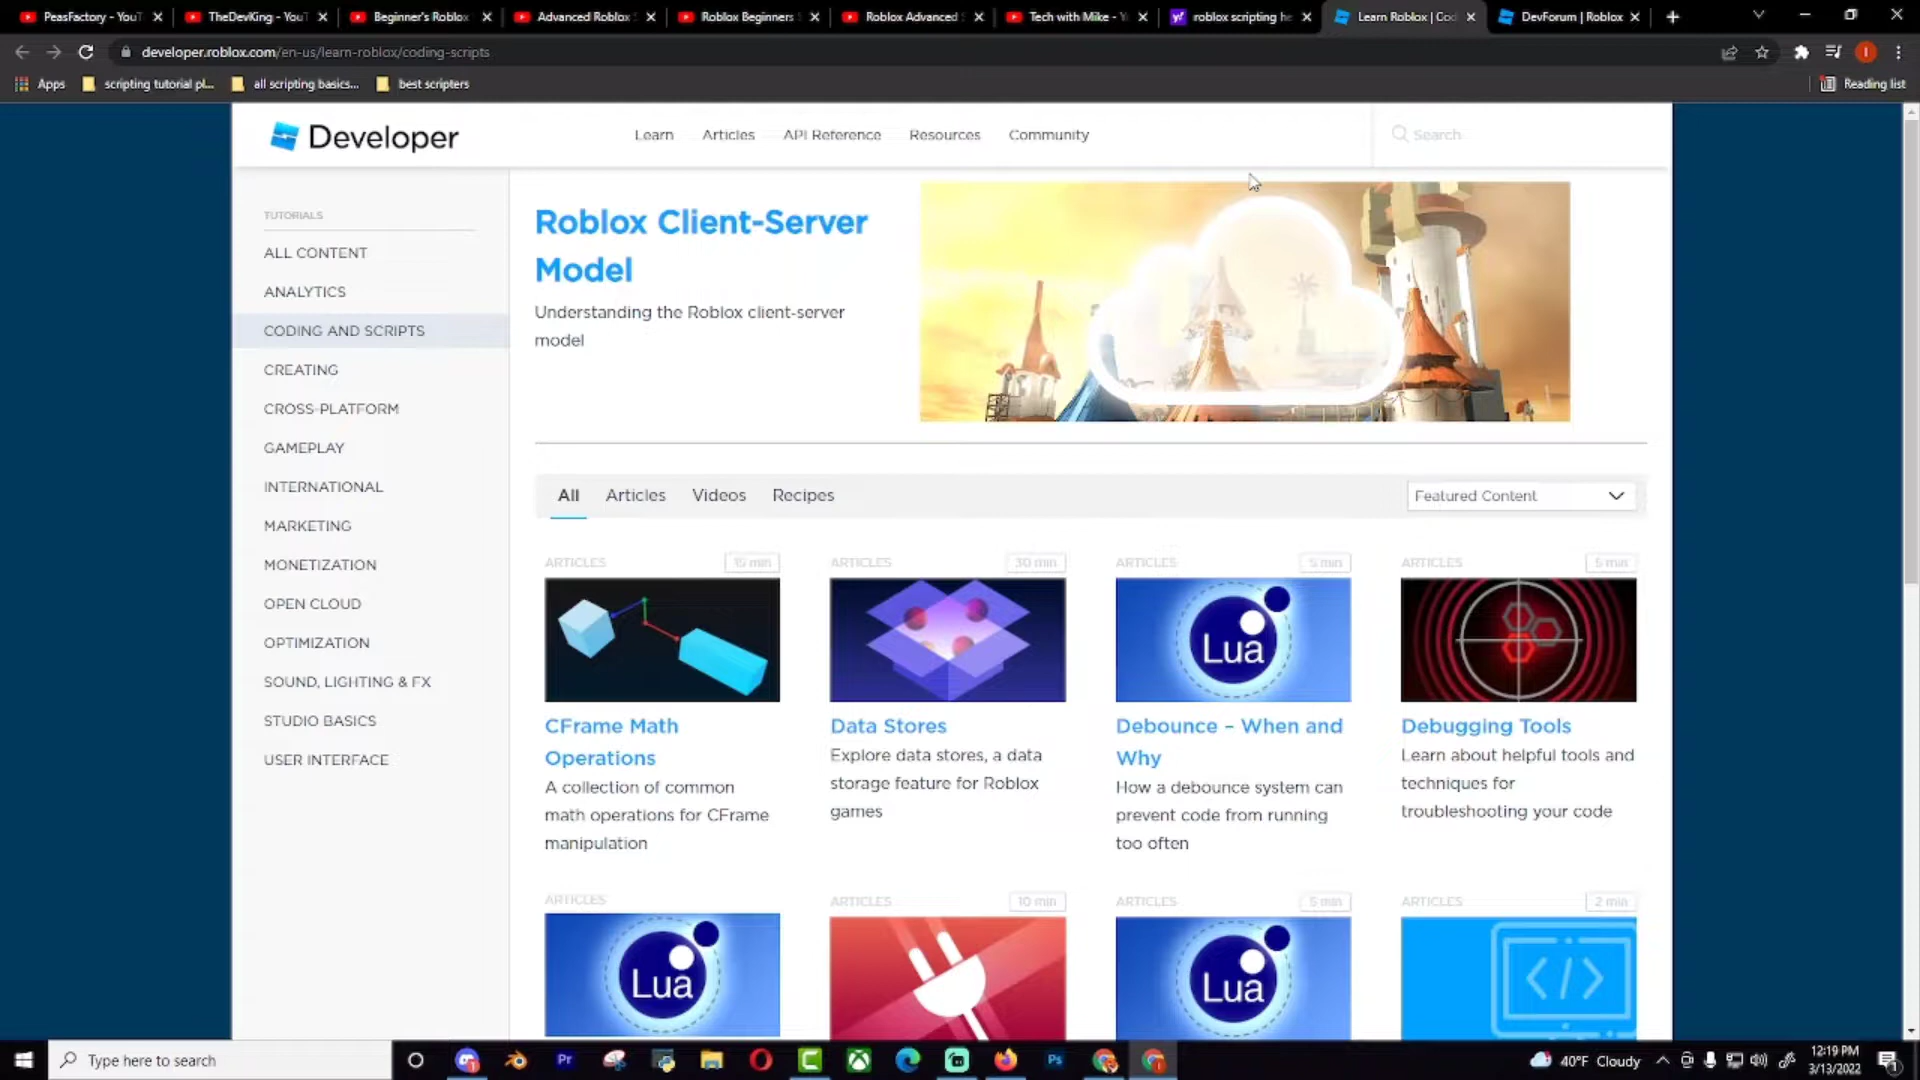 PeasFactory - YouT
TheDevKing - YouT
Beginner's Roblox
Advanced Roblox S
Roblox Beginners
Roblox Advanced S
Tech with Mike - Y
roblox scripting he
Learn Roblox | Cod
DevForum | Roblox
developer.roblox.com/en-us/learn-roblox/coding-scripts
Apps
scripting tutorial pl...
all scripting basics...
best scripters
Reading list
Developer
Learn
Articles
API Reference
Resources
Community
Search
TUTORIALS
ALL CONTENT
ANALYTICS
CODING AND SCRIPTS
CREATING
CROSS-PLATFORM
GAMEPLAY
INTERNATIONAL
MARKETING
MONETIZATION
OPEN CLOUD
OPTIMIZATION
SOUND, LIGHTING & FX
STUDIO BASICS
USER INTERFACE
Roblox Client-Server
Model
Understanding the Roblox client-server
model
All
Articles
Videos
Recipes
Featured Content
ARTICLES
15 min
CFrame Math
Operations
A collection of common
math operations for CFrame
manipulation
ARTICLES
30 min
Data Stores
Explore data stores, a data
storage feature for Roblox
games
ARTICLES
5 min
Lua
Debounce – When and
Why
How a debounce system can
prevent code from running
too often
ARTICLES
5 min
Debugging Tools
Learn about helpful tools and
techniques for
troubleshooting your code
ARTICLES
Lua
ARTICLES
10 min
ARTICLES
5 min
Lua
ARTICLES
2 min
</>
Type here to search
Pr
Ps
40°F Cloudy
12:19 PM
3/13/2022